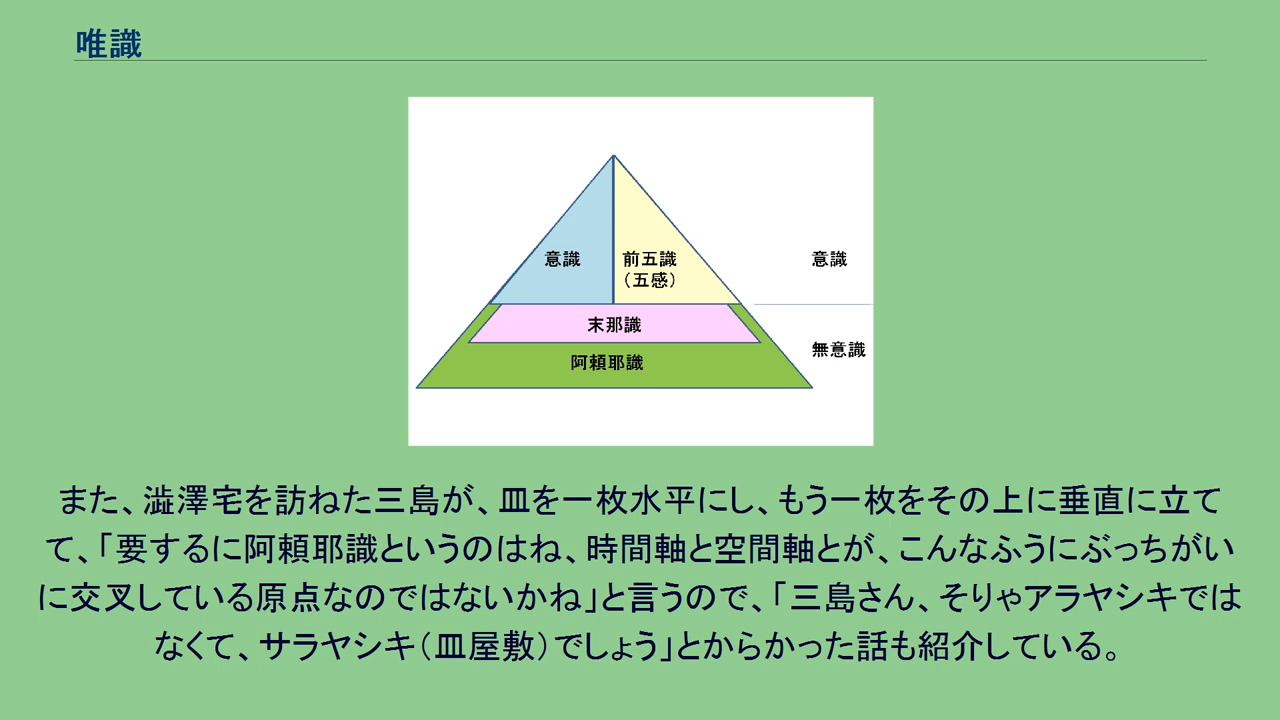 唯識
意識
前五識
（五感）
意識
末那識
無意識
阿頼耶識
また、澁澤宅を訪ねた三島が、皿を一枚水平にし、もう一枚をその上に垂直に立て
て、「要するに阿頼耶識というのはね、時間軸と空間軸とが、こんなふうにぶっちがい
に交叉している原点なのではないかね」と言うので、「三島さん、そりゃアラヤシキでは
なくて、サラヤシキ（皿屋敷）でしょう」とからかった話も紹介している。